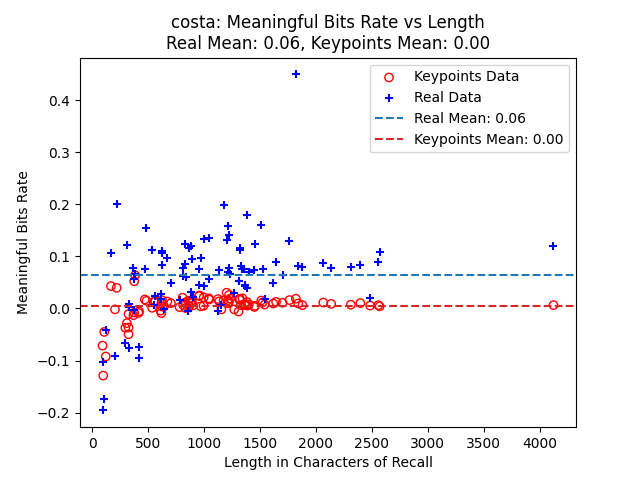 costa: Meaningful Bits Rate vs Length
Real Mean: 0.06, Keypoints Mean: 0.00
Keypoints Data
Real Data
Real Mean: 0.06
Keypoints Mean: 0.00
Meaningful Bits Rate
0.4
0.3
0.2
0.1
0.0
−0.1
−0.2
0 500 1000 1500 2000 2500 3000 3500 4000
Length in Characters of Recall